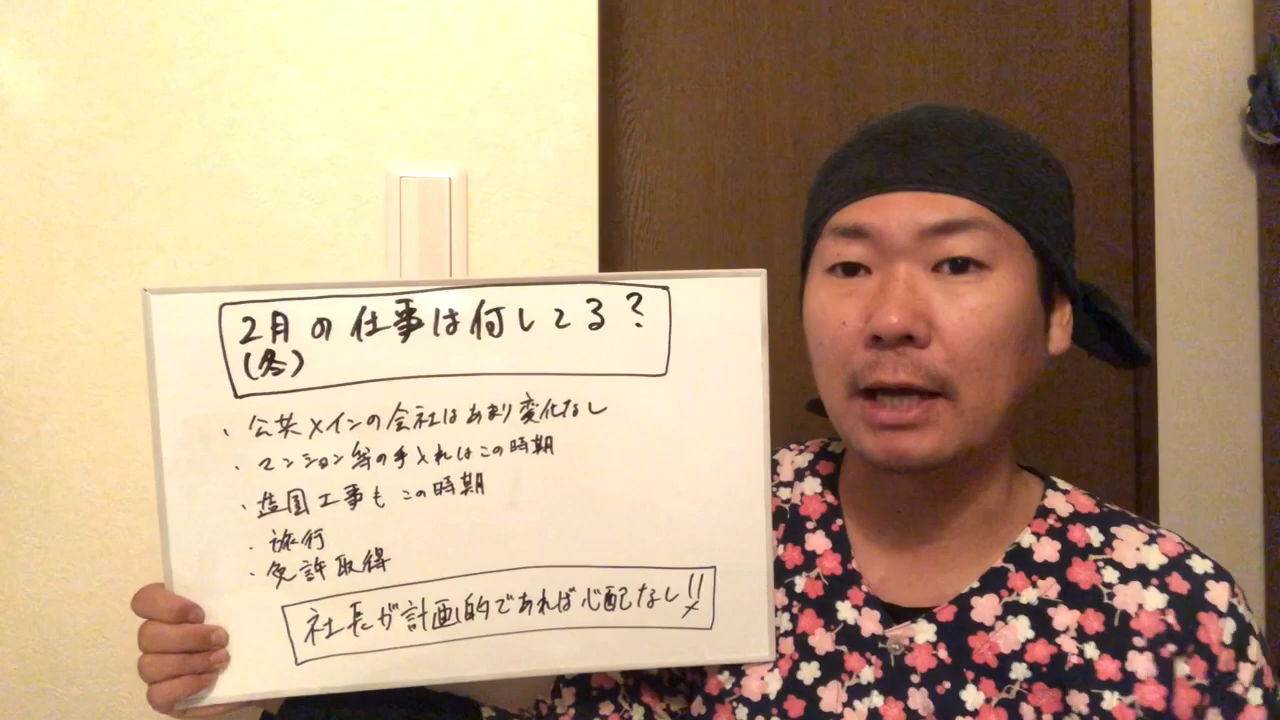 2月の仕事は何してる?
(冬)
・公共メインの会社はあまり変化なし
・マンション等の手入れはこの時期
・造園工事もこの時期
・旅行
・免許取得
社長が計画的であれば心配なし!!